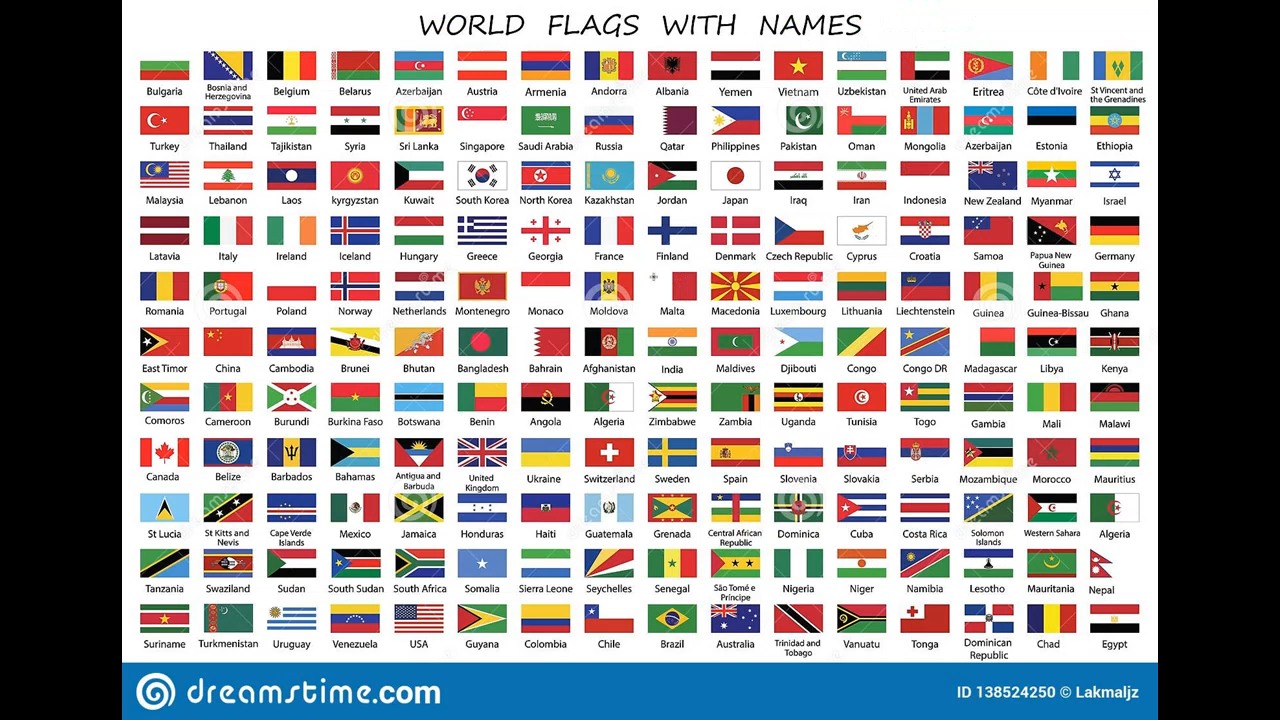 WORLD FLAGS WITH NAMES
Bulgaria Bosnia and Herzegovina Belgium Belarus Azerbaijan Austria Armenia Andorra Albania Yemen Vietnam Uzbekistan United Arab Emirates Eritrea Côte d'Ivoire St Vincent and the Grenadines
Turkey Thailand Tajikistan Syria Sri Lanka Singapore Saudi Arabia Russia Qatar Philippines Pakistan Oman Mongolia Azerbaijan Estonia Ethiopia
Malaysia Lebanon Laos kyrgyzstan Kuwait South Korea North Korea Kazakhstan Jordan Japan Iraq Iran Indonesia New Zealand Myanmar Israel
Latavia Italy Ireland Iceland Hungary Greece Georgia France Finland Denmark Czech Republic Cyprus Croatia Samoa Papua New Guinea Germany
Romania Portugal Poland Norway Netherlands Montenegro Monaco Moldova Malta Macedonia Luxembourg Lithuania Liechtenstein Guinea Guinea-Bissau Ghana
East Timor China Cambodia Brunei Bhutan Bangladesh Bahrain Afghanistan India Maldives Djibouti Congo Congo DR Madagascar Libya Kenya
Comoros Cameroon Burundi Burkina Faso Botswana Benin Angola Algeria Zimbabwe Zambia Uganda Tunisia Togo Gambia Mali Malawi
Canada Belize Barbados Bahamas Antigua and Barbuda United Kingdom Ukraine Switzerland Sweden Spain Slovenia Slovakia Serbia Mozambique Morocco Mauritius
St Lucia St Kitts and Nevis Cape Verde Islands Mexico Jamaica Honduras Haiti Guatemala Grenada Central African Republic Dominica Cuba Costa Rica Solomon Islands Western Sahara Algeria
Tanzania Swaziland Sudan South Sudan South Africa Somalia Sierra Leone Seychelles Senegal São Tomé e Príncipe Nigeria Niger Namibia Lesotho Mauritania Nepal
Suriname Turkmenistan Uruguay Venezuela USA Guyana Colombia Chile Brazil Australia Trinidad and Tobago Vanuatu Tonga Dominican Republic Chad Egypt
dreamstime.com
ID 138524250 © Lakmaljz